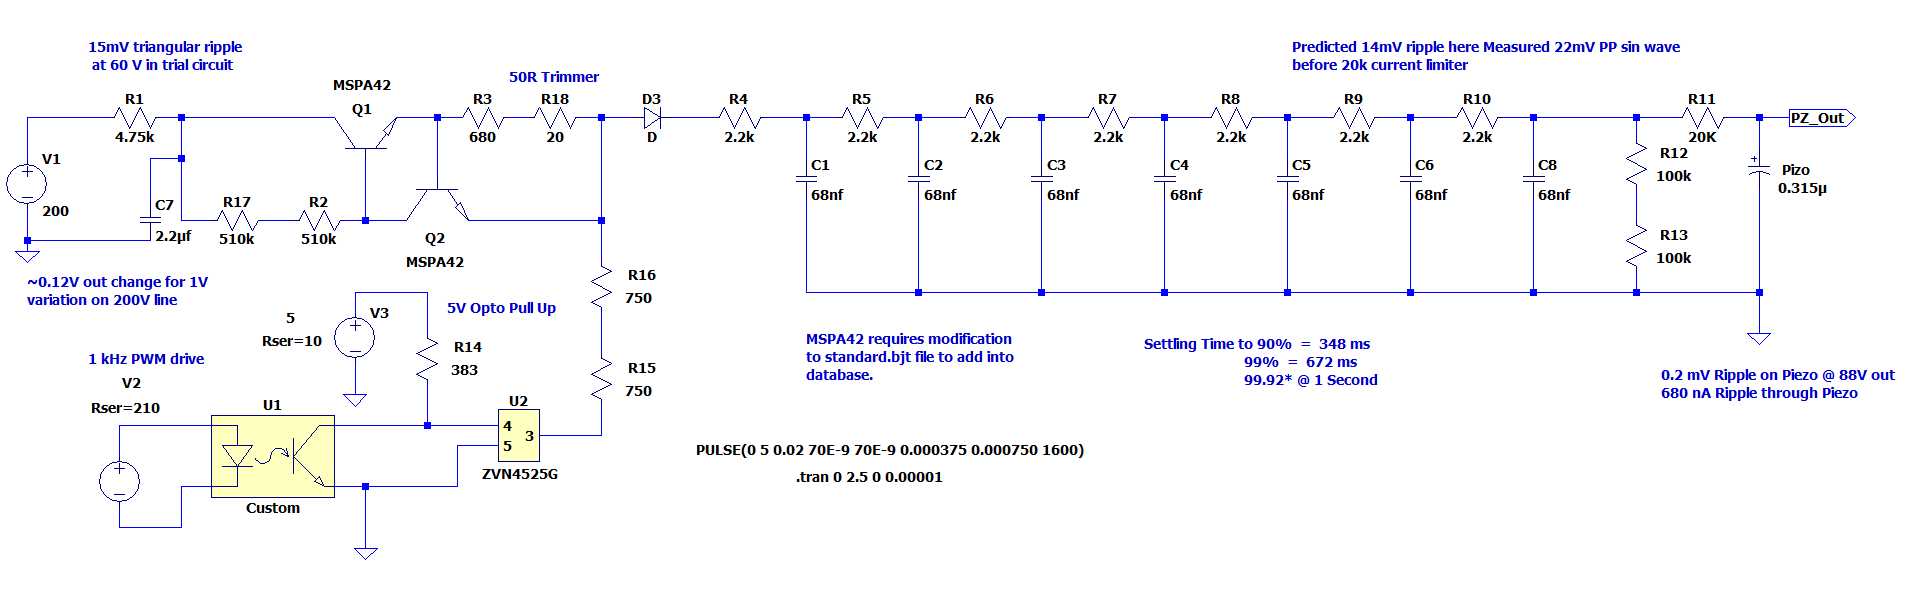 15mV triangular ripple
at 60 V in trial circuit
MSPA42
Q1
50R Trimmer
Predicted 14mV ripple here Measured 22mV PP sin wave
before 20k current limiter
R1
4.75k
R3
680
R18
20
D3
D
R4
2.2k
R5
2.2k
R6
2.2k
R7
2.2k
R8
2.2k
R9
2.2k
R10
2.2k
R11
20K
PZ_Out
V1
200
C7
2.2µf
R17
510k
R2
510k
Q2
MSPA42
C1
68nf
C2
68nf
C3
68nf
C4
68nf
C5
68nf
C6
68nf
C8
68nf
R12
100k
R13
100k
Pizo
0.315µ
~0.12V out change for 1V
variation on 200V line
R16
750
R15
750
5
Rser=10
V3
5V Opto Pull Up
R14
383
1 kHz PWM drive
V2
Rser=210
U1
Custom
U2
4
5
3
ZVN4525G
MSPA42 requires modification
to standard.bjt file to add into
database.
Settling Time to 90% = 348 ms
99% = 672 ms
99.92* @ 1 Second
0.2 mV Ripple on Piezo @ 88V out
680 nA Ripple through Piezo
PULSE(0 5 0.02 70E-9 70E-9 0.000375 0.000750 1600)
.tran 0 2.5 0 0.00001